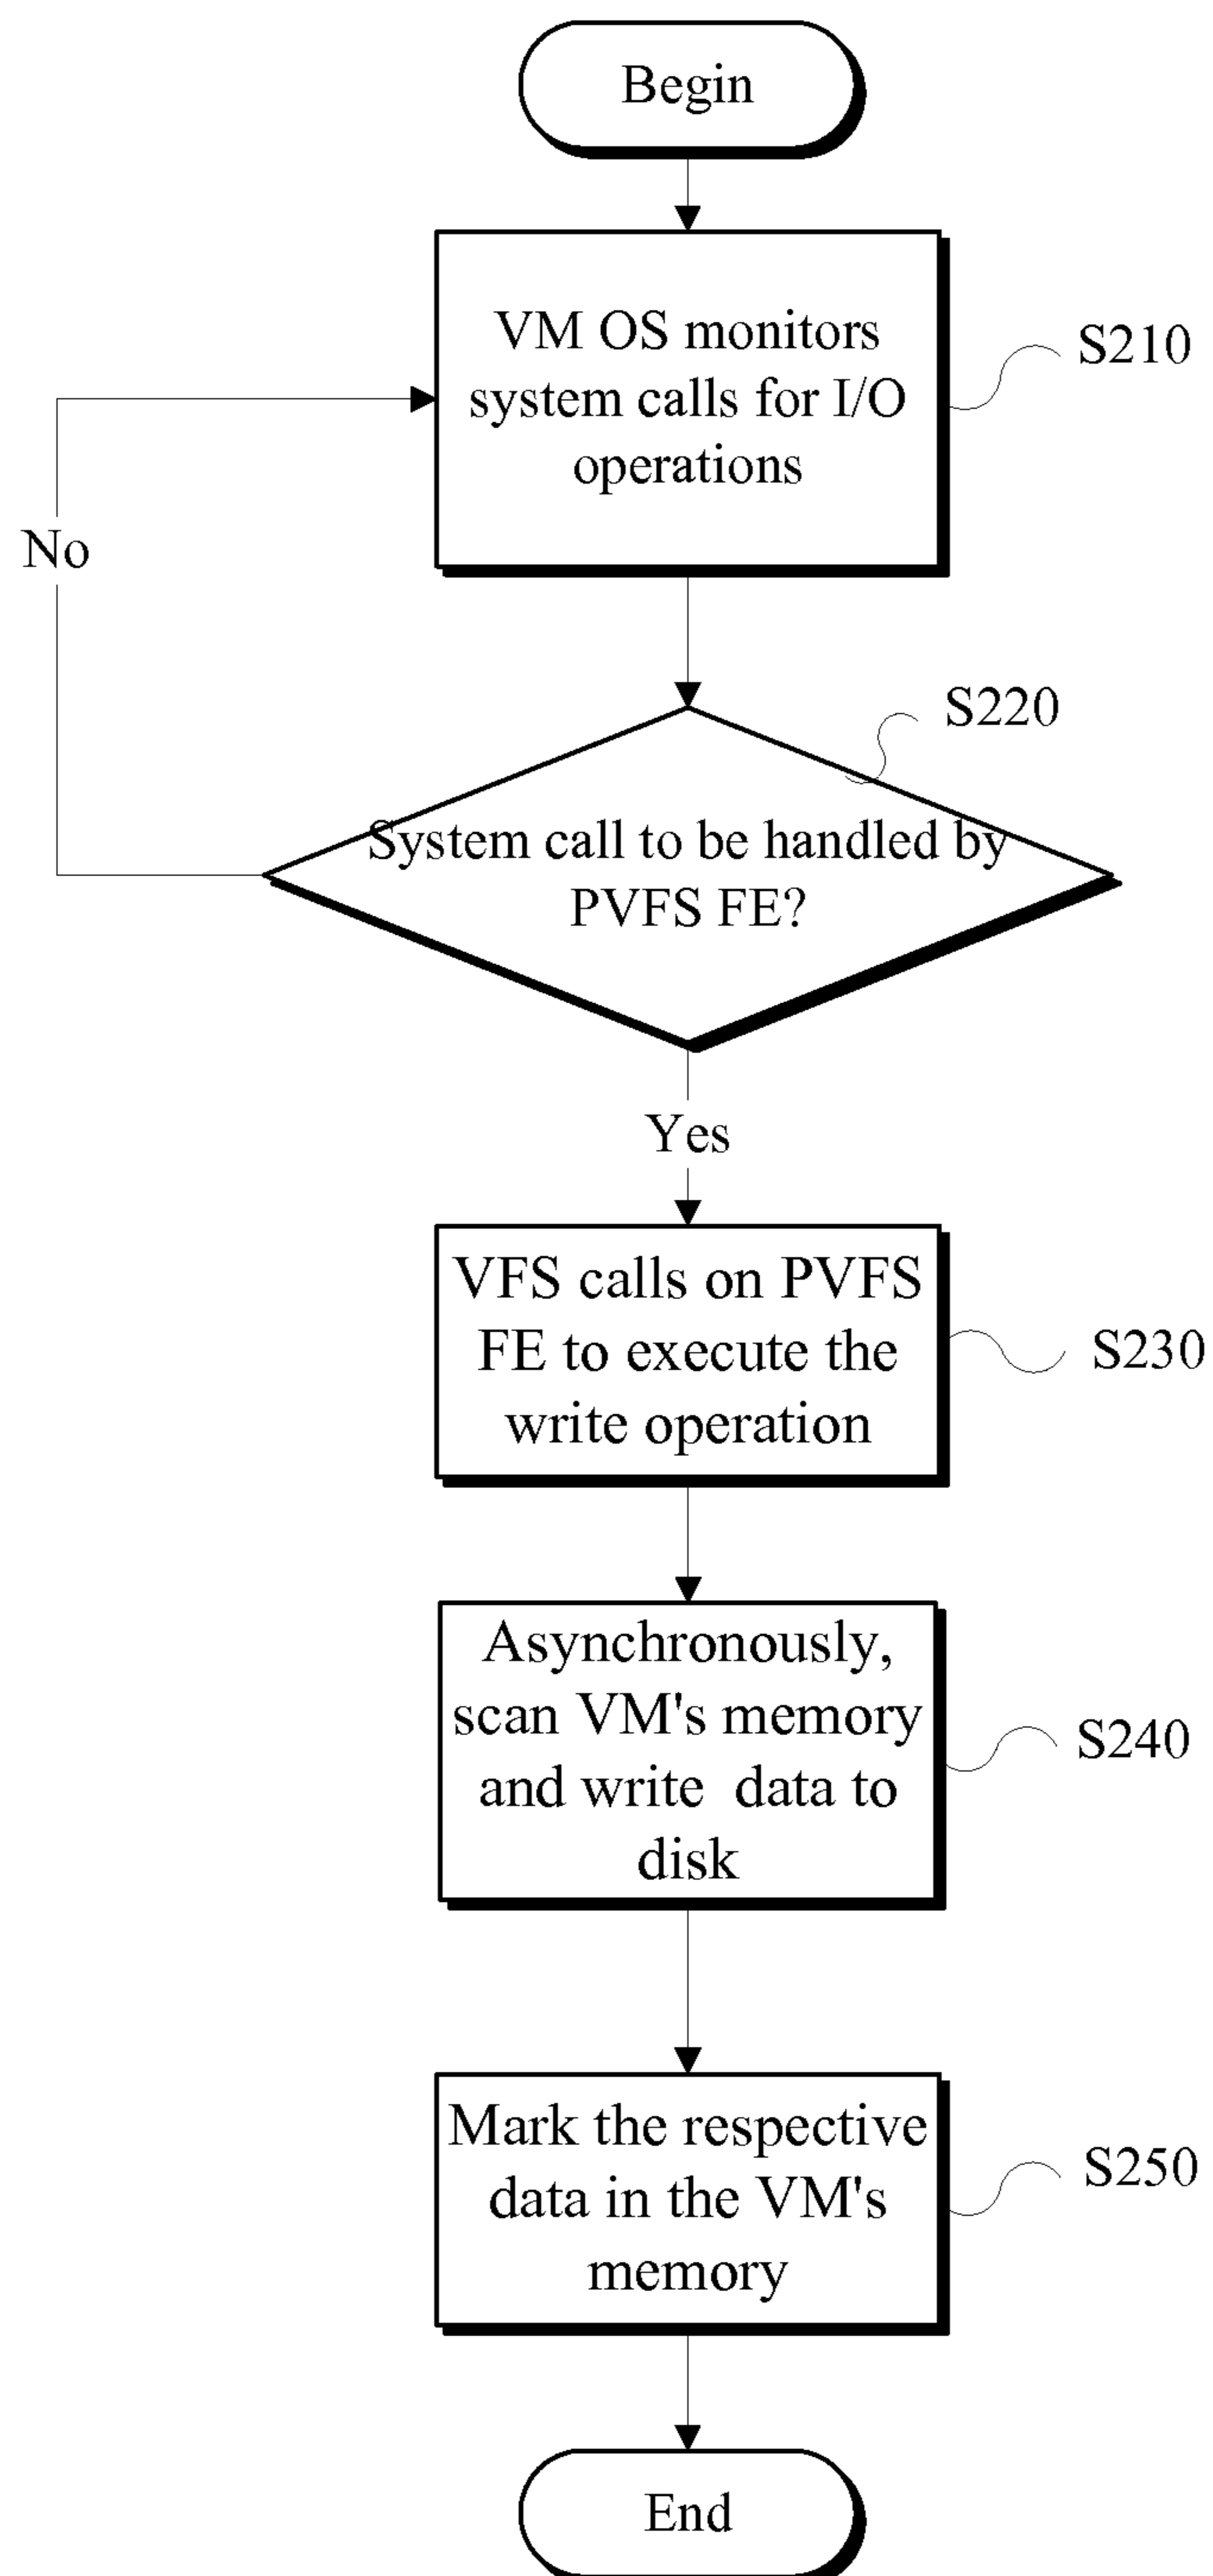 Begin
VM OS monitors
system calls for I/O
operations
S210
No
S220
System call to be handled by
PVFS FE?
Yes
VFS calls on PVFS
FE to execute the
write operation
S230
Asynchronously,
scan VM's memory
and write  data to
disk
S240
Mark the respective
data in the VM's
memory
S250
End